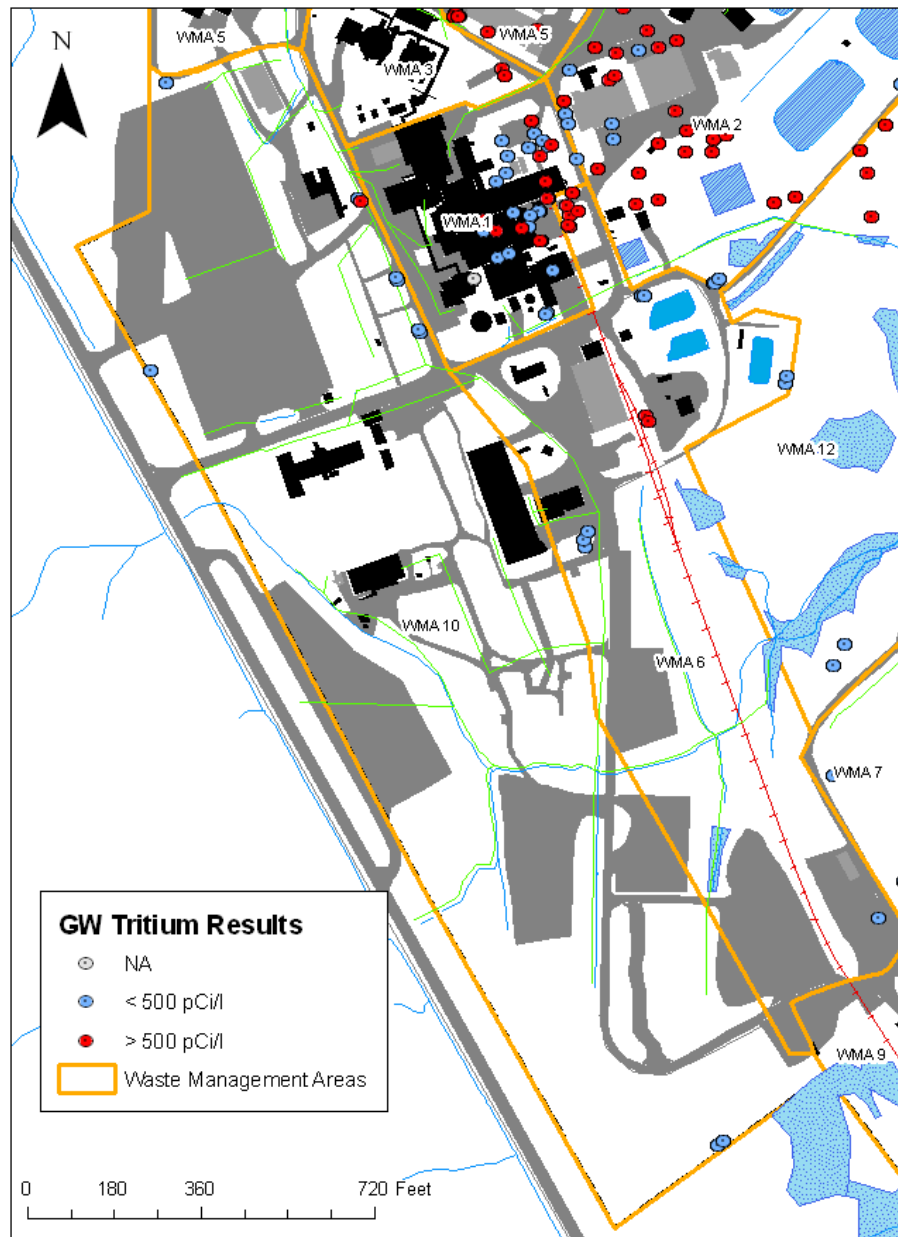 N
WMA 5
WMA 5
WMA 3
WMA 2
WMA 1
WMA 12
WMA 10
WMA 6
WMA 7
WMA 9
GW Tritium Results
NA
< 500 pCi/l
> 500 pCi/l
Waste Management Areas
0 180 360 720 Feet